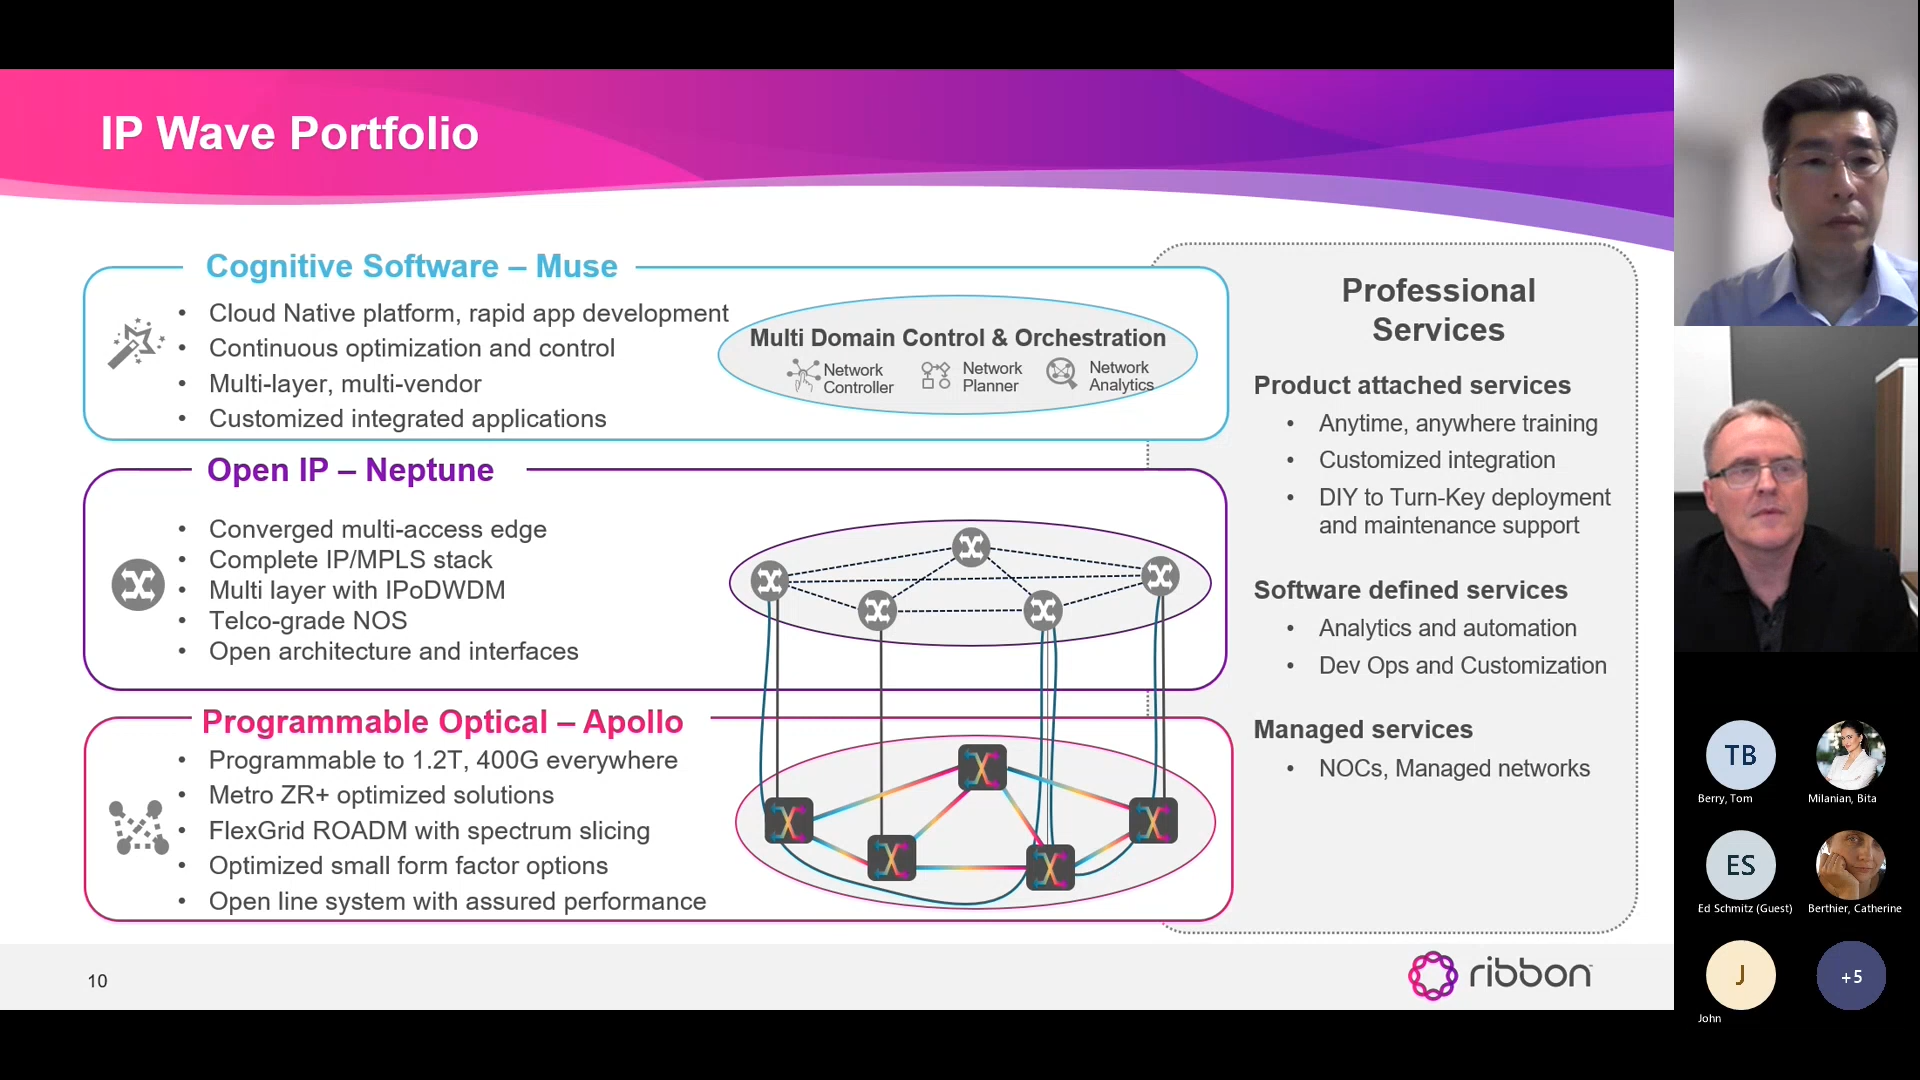 IP Wave Portfolio
Cognitive Software – Muse
• Cloud Native platform, rapid app development
• Continuous optimization and control
• Multi-layer, multi-vendor
• Customized integrated applications
Multi Domain Control & Orchestration
Network
Controller
Network
Planner
Network
Analytics
Open IP – Neptune
• Converged multi-access edge
• Complete IP/MPLS stack
• Multi layer with IPoDWDM
• Telco-grade NOS
• Open architecture and interfaces
Programmable Optical – Apollo
• Programmable to 1.2T, 400G everywhere
• Metro ZR+ optimized solutions
• FlexGrid ROADM with spectrum slicing
• Optimized small form factor options
• Open line system with assured performance
Professional
Services
Product attached services
• Anytime, anywhere training
• Customized integration
• DIY to Turn-Key deployment
and maintenance support
Software defined services
• Analytics and automation
• Dev Ops and Customization
Managed services
• NOCs, Managed networks
10
ribbon
TB
Berry, Tom
Milanian, Bita
ES
Ed Schmitz (Guest)
Berthier, Catherine
J
John
+5